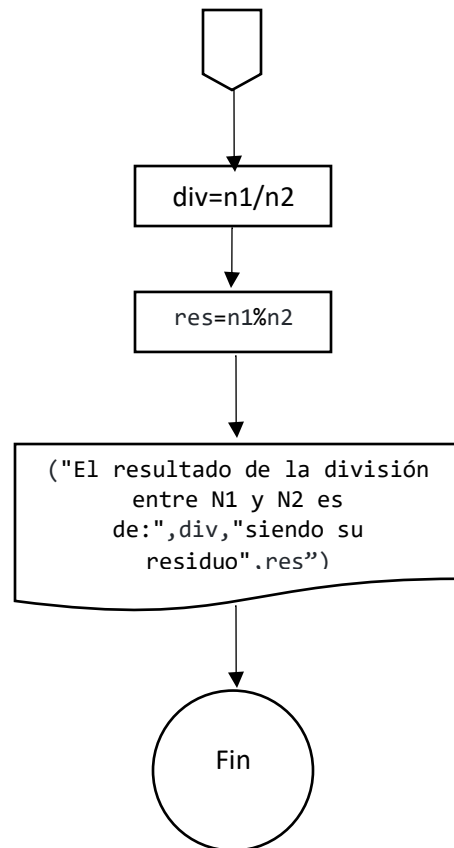 div=n1/n2
res=n1%n2
("El resultado de la división
entre N1 y N2 es
de:",div,"siendo su
residuo".res”)
Fin